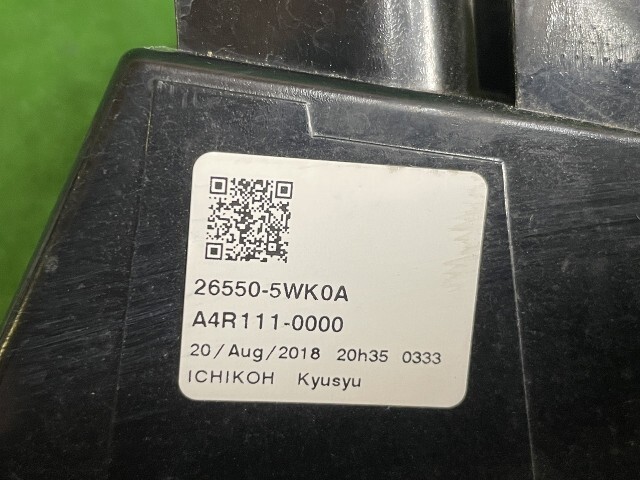 26550-5WK0A
A4R111-0000
20/Aug/2018 20h35 0333
ICHIKOH Kyusyu